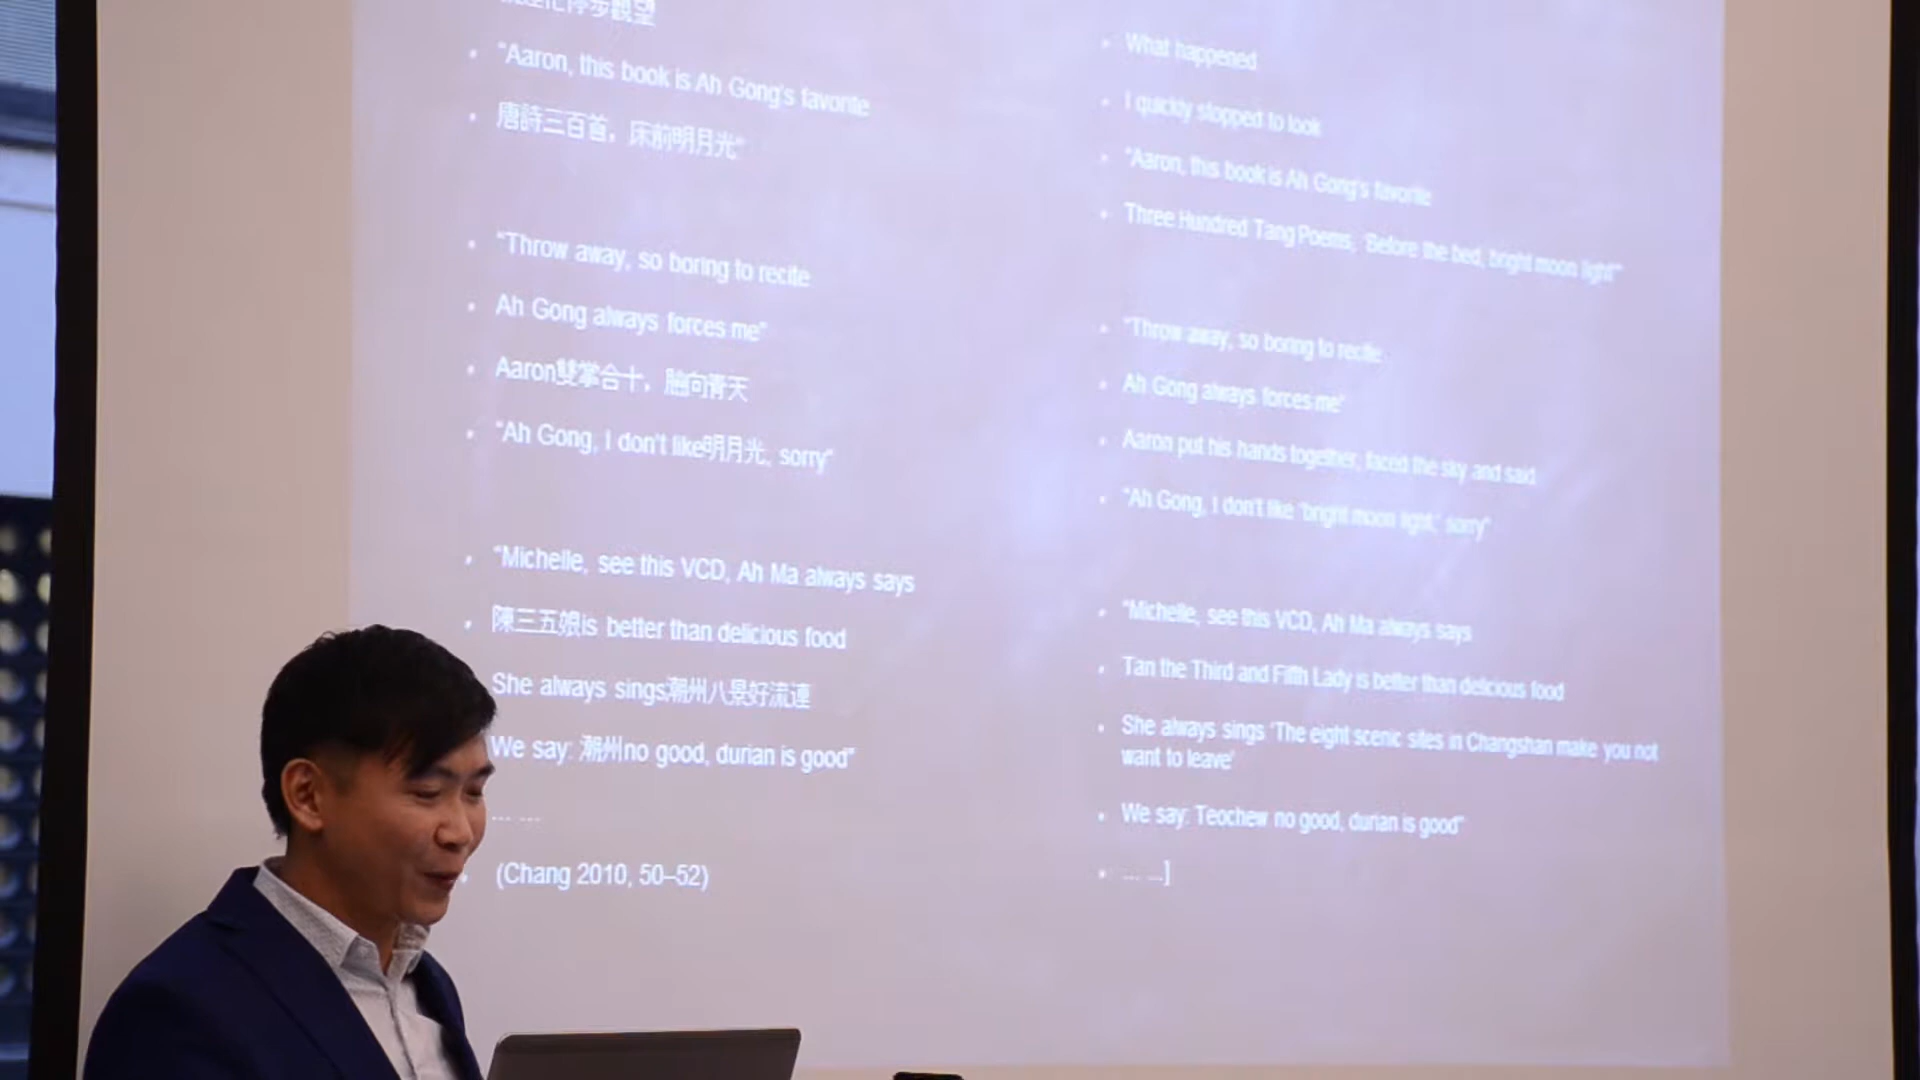 停步觀望
"Aaron, this book is Ah Gong's favorite
唐詩三百首，床前明月光"
"Throw away, so boring to recite
Ah Gong always forces me"
Aaron雙掌合十，臉向青天
"Ah Gong, I don't like明月光, sorry"
"Michelle, see this VCD, Ah Ma always says
陳三五娘is better than delicious food
She always sings潮州八景好流連
We say: 潮州no good, durian is good"
... ...
(Chang 2010, 50–52)
What happened
I quickly stopped to look
"Aaron, this book is Ah Gong's favorite
Three Hundred Tang Poems, 'Before the bed, bright moon light'"
"Throw away, so boring to recite
Ah Gong always forces me"
Aaron put his hands together, faced the sky and said
"Ah Gong, I don't like 'bright moon light,' sorry"
"Michelle, see this VCD, Ah Ma always says
Tan the Third and Fifth Lady is better than delicious food
She always sings 'The eight scenic sites in Changshan make you not
want to leave'
We say: Teochew no good, durian is good"
... ...]